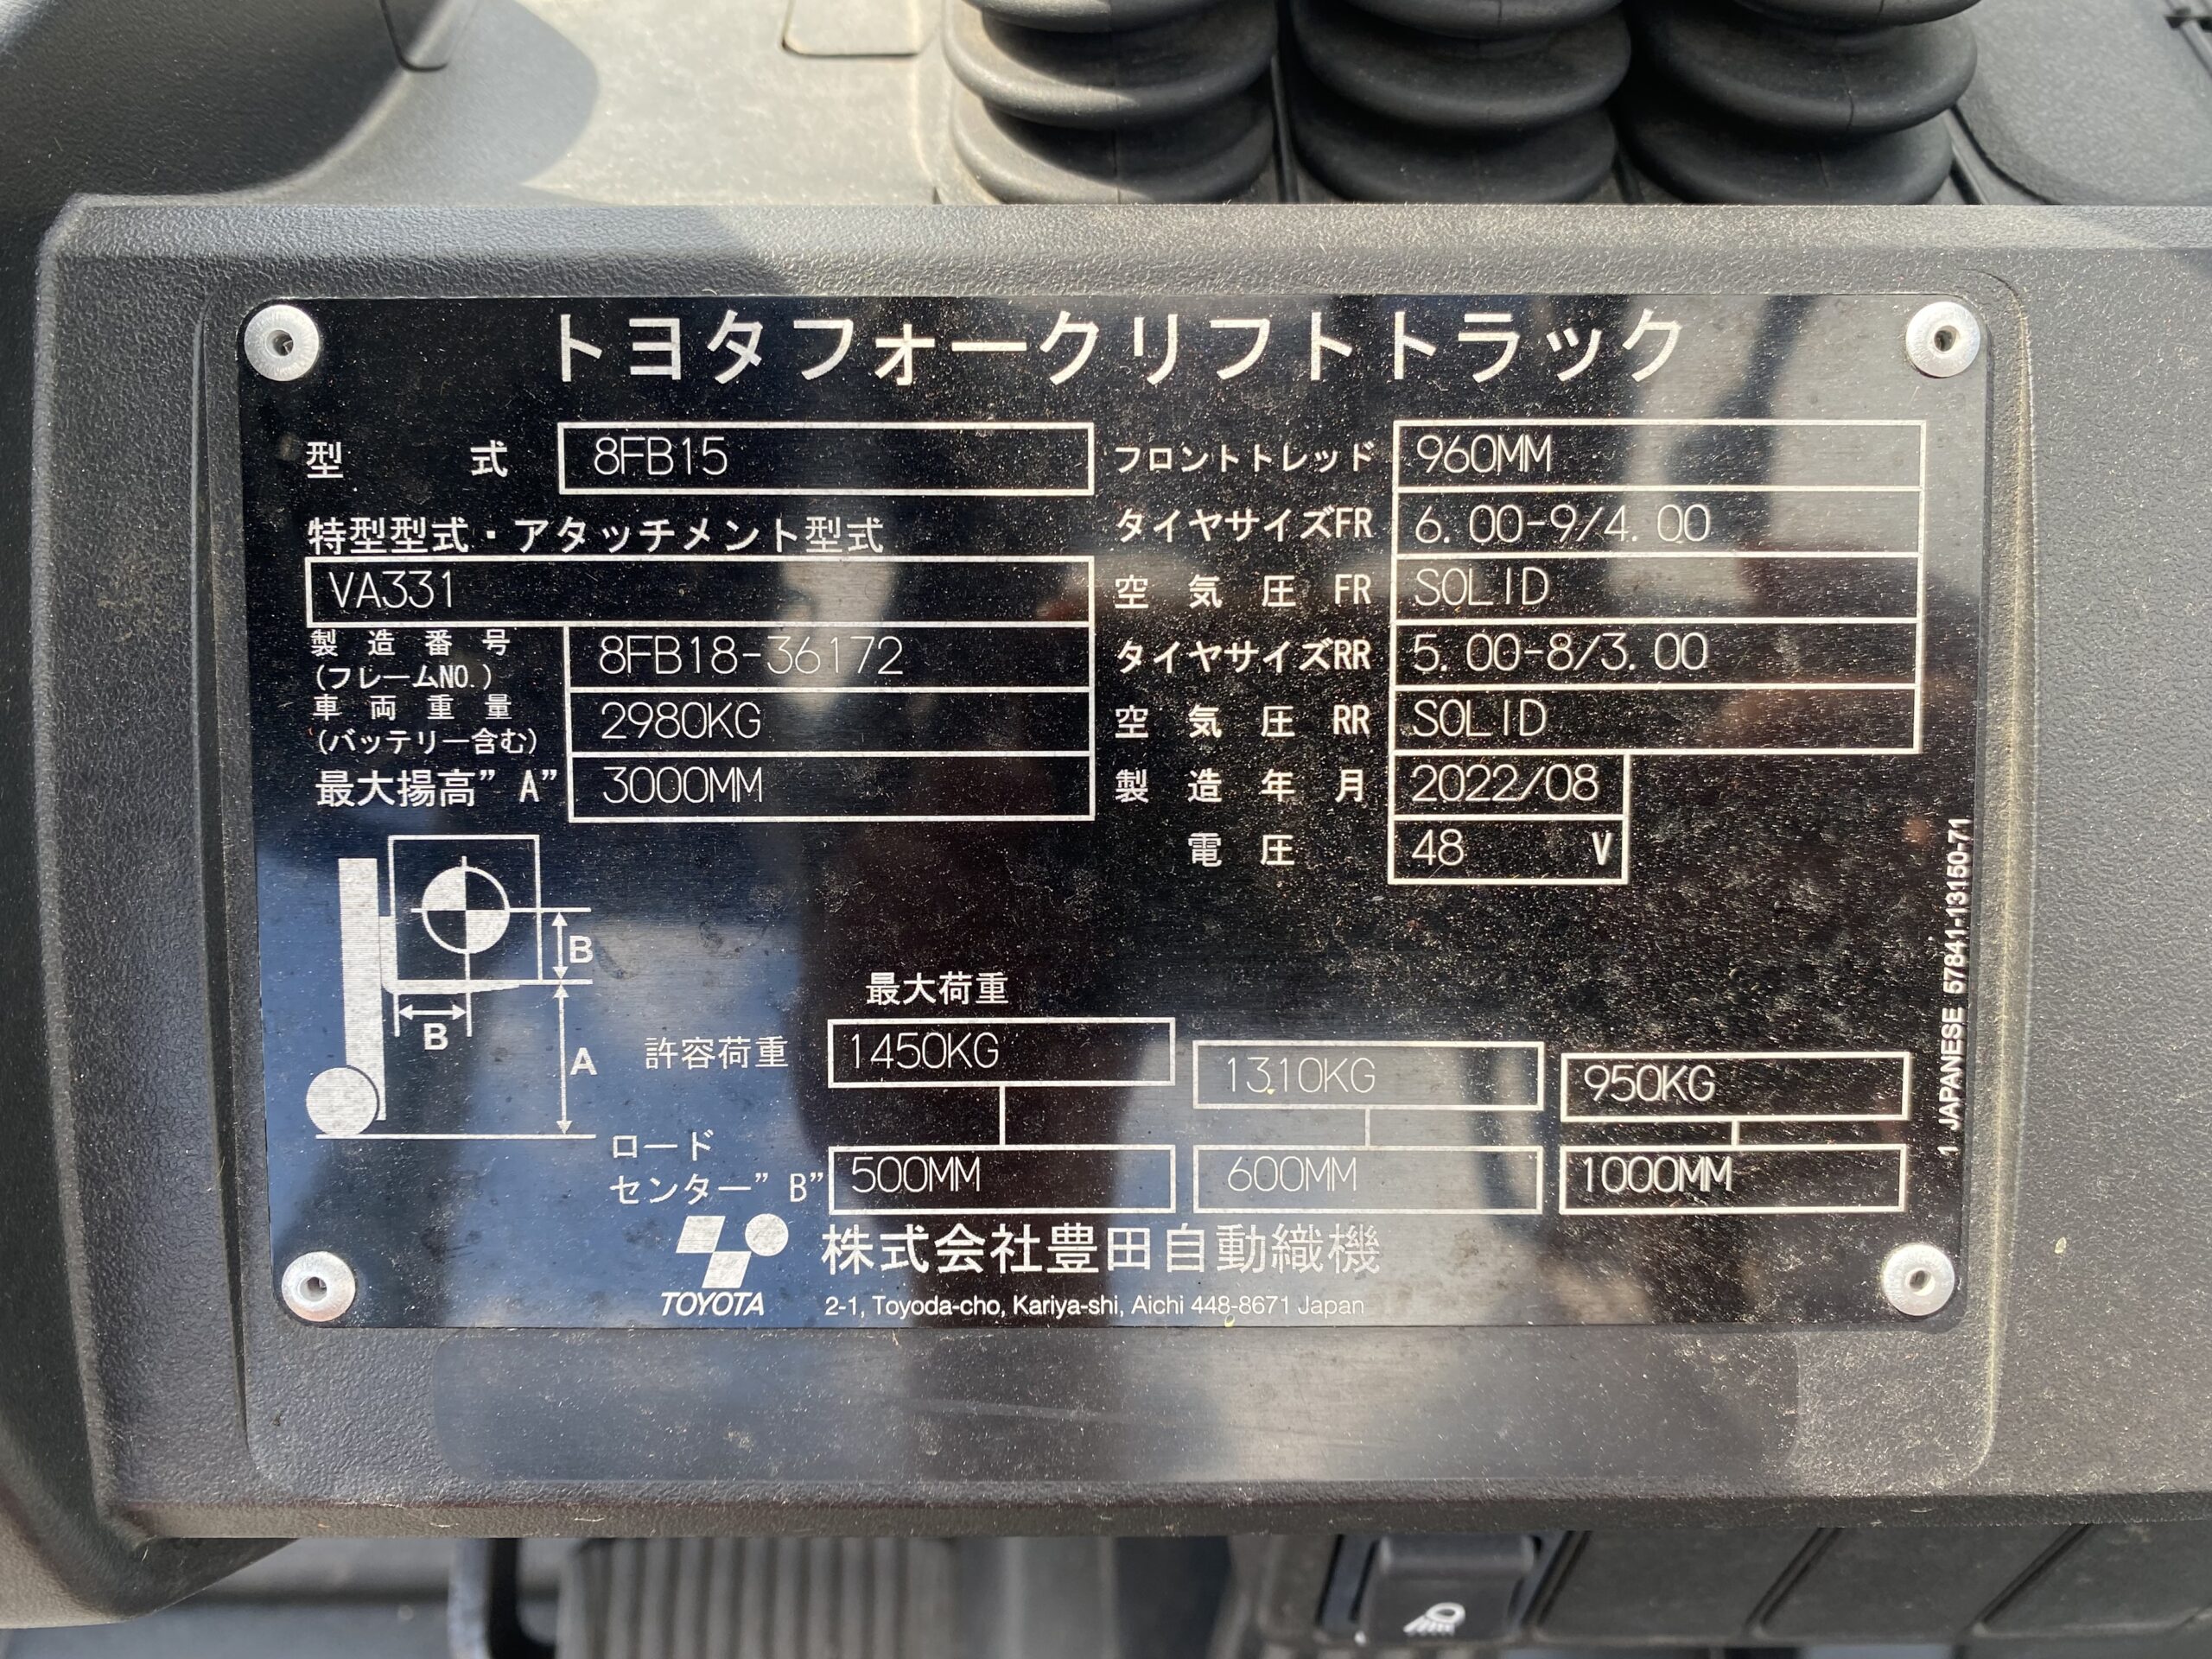 トヨタフォークリフトトラック
型 式 8FB15
特型型式・アタッチメント型式
VA331
製造番号
(フレームNO.)
8FB18-36172
車両重量
(バッテリー含む)
2980KG
最大揚高"A" 3000MM
フロントトレッド 960MM
タイヤサイズFR 6.00-9/4.00
空気圧 FR SOLID
タイヤサイズRR 5.00-8/3.00
空気圧 RR SOLID
製造年月 2022/08
電圧 48 V
B
B
A
最大荷重
許容荷重 1450KG 1310KG 950KG
ロード
センター"B" 500MM 600MM 1000MM
TOYOTA
株式会社豊田自動織機
2-1, Toyoda-cho, Kariya-shi, Aichi 448-8671 Japan
1 JAPANESE 57841-13150-71